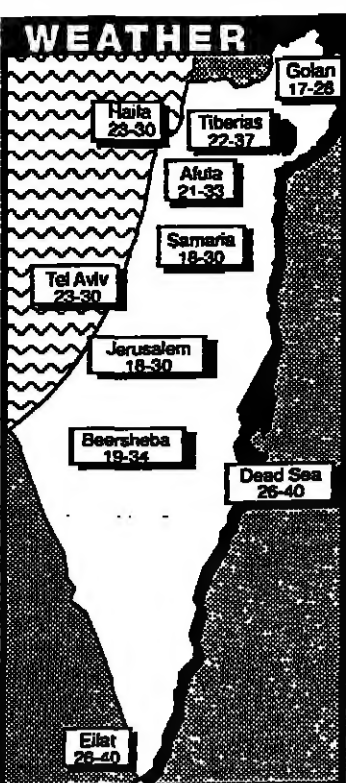 WEATHER
Golan
17-28
Haifa
23-30
Tiberias
22-37
Afula
21-33
Samaria
18-30
Tel Aviv
23-30
Jerusalem
18-30
Beersheba
19-34
Dead Sea
26-40
Eilat
26-40